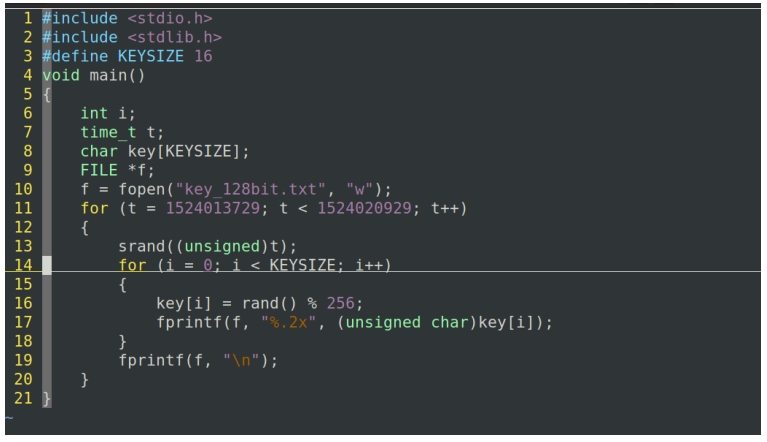 1 #include <stdio.h>
2 #include <stdlib.h>
3 #define KEYSIZE 16
4 void main()
5 {
6     int i;
7     time_t t;
8     char key[KEYSIZE];
9     FILE *f;
10     f = fopen("key_128bit.txt", "w");
11     for (t = 1524013729; t < 1524020929; t++)
12     {
13         srand((unsigned)t);
14         for (i = 0; i < KEYSIZE; i++)
15         {
16             key[i] = rand() % 256;
17             fprintf(f, "%.2x", (unsigned char)key[i]);
18         }
19         fprintf(f, "\n");
20     }
21 }
~